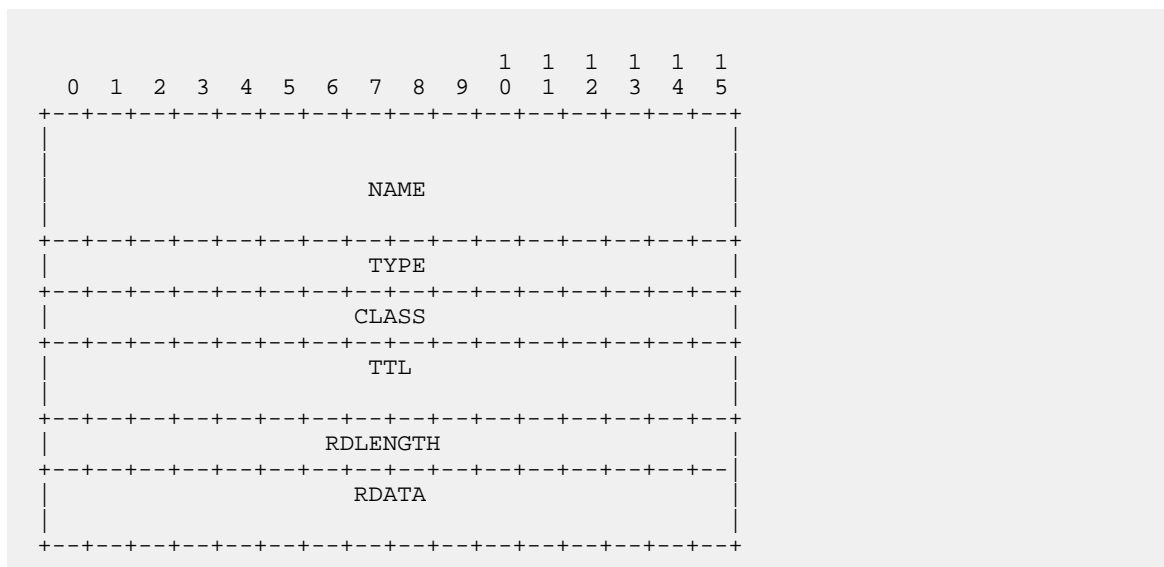 1  1  1  1  1  1
  0  1  2  3  4  5  6  7  8  9  0  1  2  3  4  5
+--+--+--+--+--+--+--+--+--+--+--+--+--+--+--+--+
|                                               |
|                                               |
|                      NAME                     |
|                                               |
+--+--+--+--+--+--+--+--+--+--+--+--+--+--+--+--+
|                      TYPE                     |
+--+--+--+--+--+--+--+--+--+--+--+--+--+--+--+--+
|                     CLASS                     |
+--+--+--+--+--+--+--+--+--+--+--+--+--+--+--+--+
|                      TTL                      |
|                                               |
+--+--+--+--+--+--+--+--+--+--+--+--+--+--+--+--+
|                   RDLENGTH                    |
+--+--+--+--+--+--+--+--+--+--+--+--+--+--+--+--|
|                     RDATA                     |
|                                               |
+--+--+--+--+--+--+--+--+--+--+--+--+--+--+--+--+